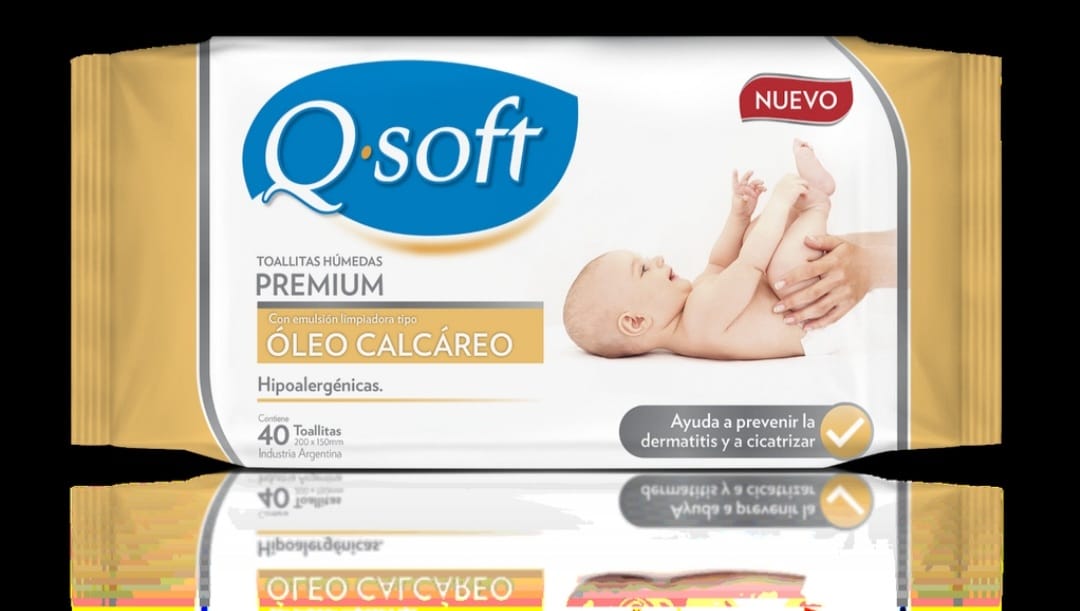 Q·soft
NUEVO
TOALLITAS HÚMEDAS
PREMIUM
Con emulsión limpiadora tipo
ÓLEO CALCÁREO
Hipoalergénicas.
Contiene
40 Toallitas
200 x 150mm
Industria Argentina
Ayuda a prevenir la
dermatitis y a cicatrizar